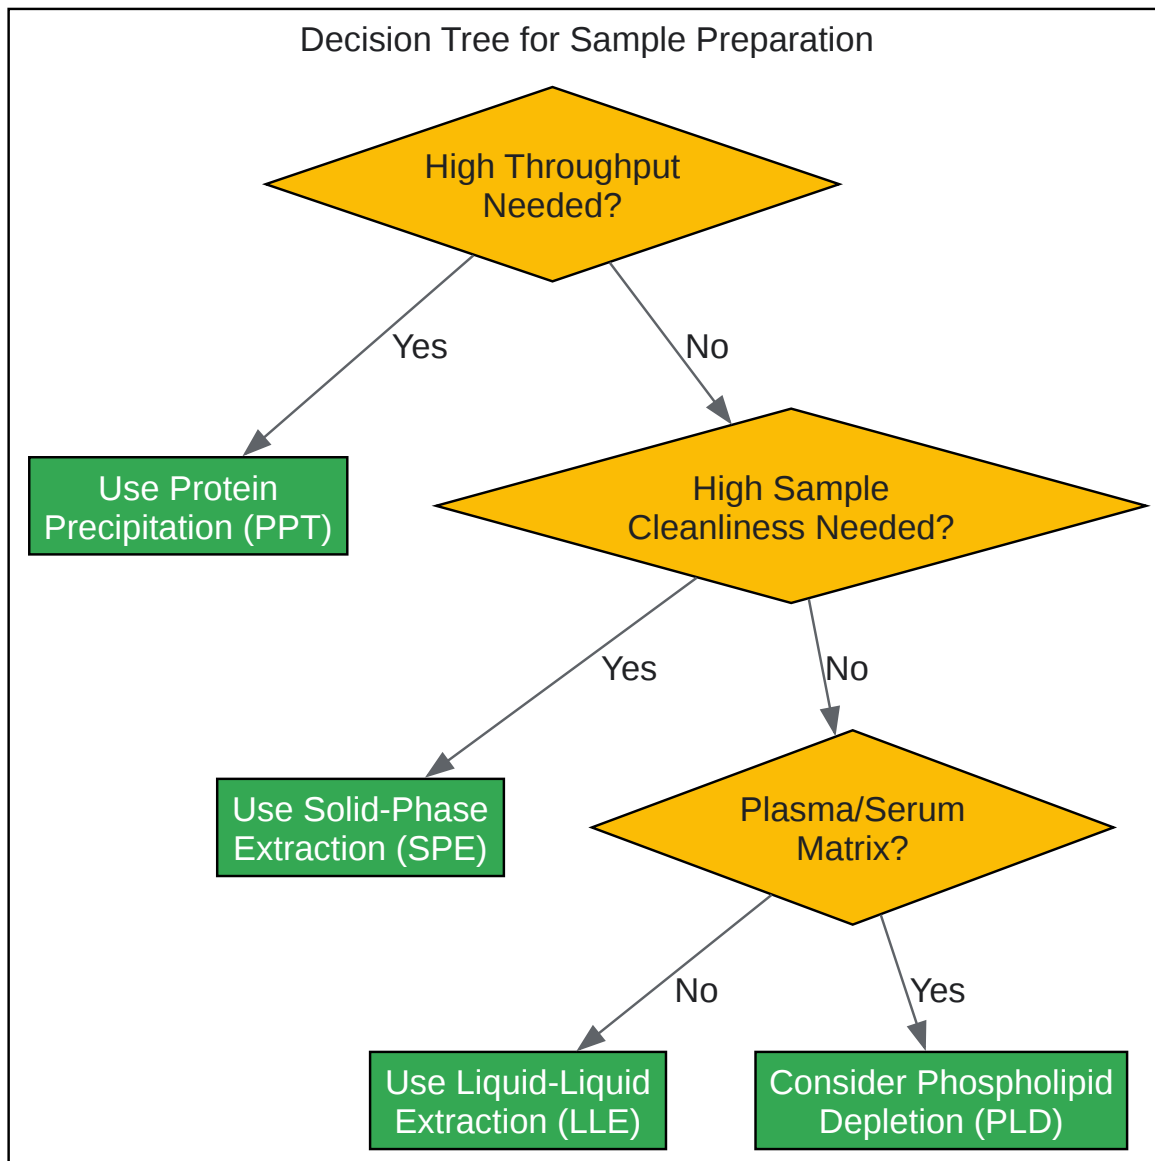 Decision Tree for Sample Preparation
High Throughput
Needed?
Yes
No
Use Protein
Precipitation (PPT)
High Sample
Cleanliness Needed?
Yes
No
Use Solid-Phase
Extraction (SPE)
Plasma/Serum
Matrix?
No
Yes
Use Liquid-Liquid
Extraction (LLE)
Consider Phospholipid
Depletion (PLD)